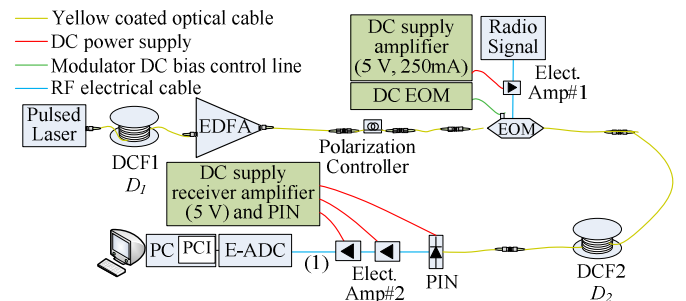 Yellow coated optical cable
DC power supply
Modulator DC bias control line
RF electrical cable
DC supply
amplifier
(5 V, 250mA)
Radio
Signal
Elect.
Amp#1
DC EOM
Pulsed
Laser
DCF1
D1
EDFA
Polarization
Controller
EOM
DC supply
receiver amplifier
(5 V) and PIN
PC
PCI
E-ADC
(1)
Elect.
Amp#2
PIN
DCF2
D2